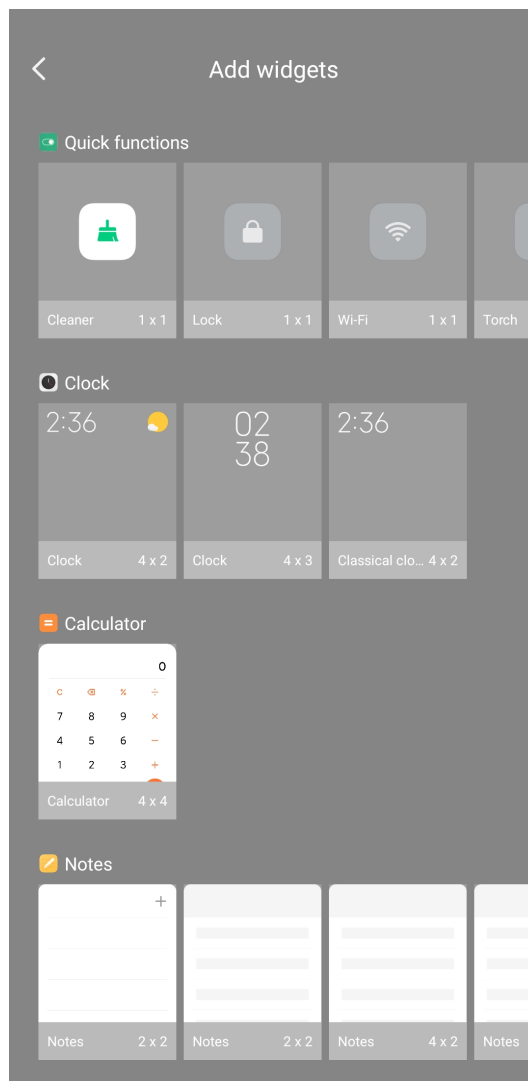 Add widgets
Quick functions
Cleaner 1 x 1
Lock 1 x 1
Wi-Fi 1 x 1
Torch
Clock
2:36
02
38
2:36
Clock 4 x 2
Clock 4 x 3
Classical clo... 4 x 2
Calculator
0
C % ÷
7 8 9 ×
4 5 6 −
1 2 3 +
Calculator 4 x 4
Notes
+
Notes 2 x 2
Notes 2 x 2
Notes 4 x 2
Notes